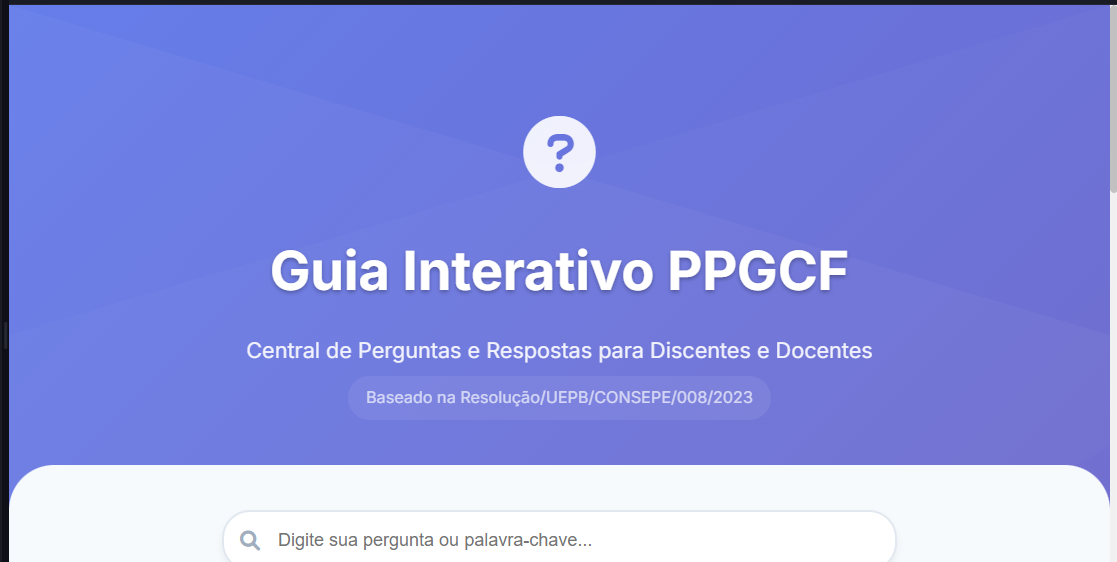 ?
Guia Interativo PPGCF
Central de Perguntas e Respostas para Discentes e Docentes
Baseado na Resolução/UEPB/CONSEPE/008/2023
Digite sua pergunta ou palavra-chave...